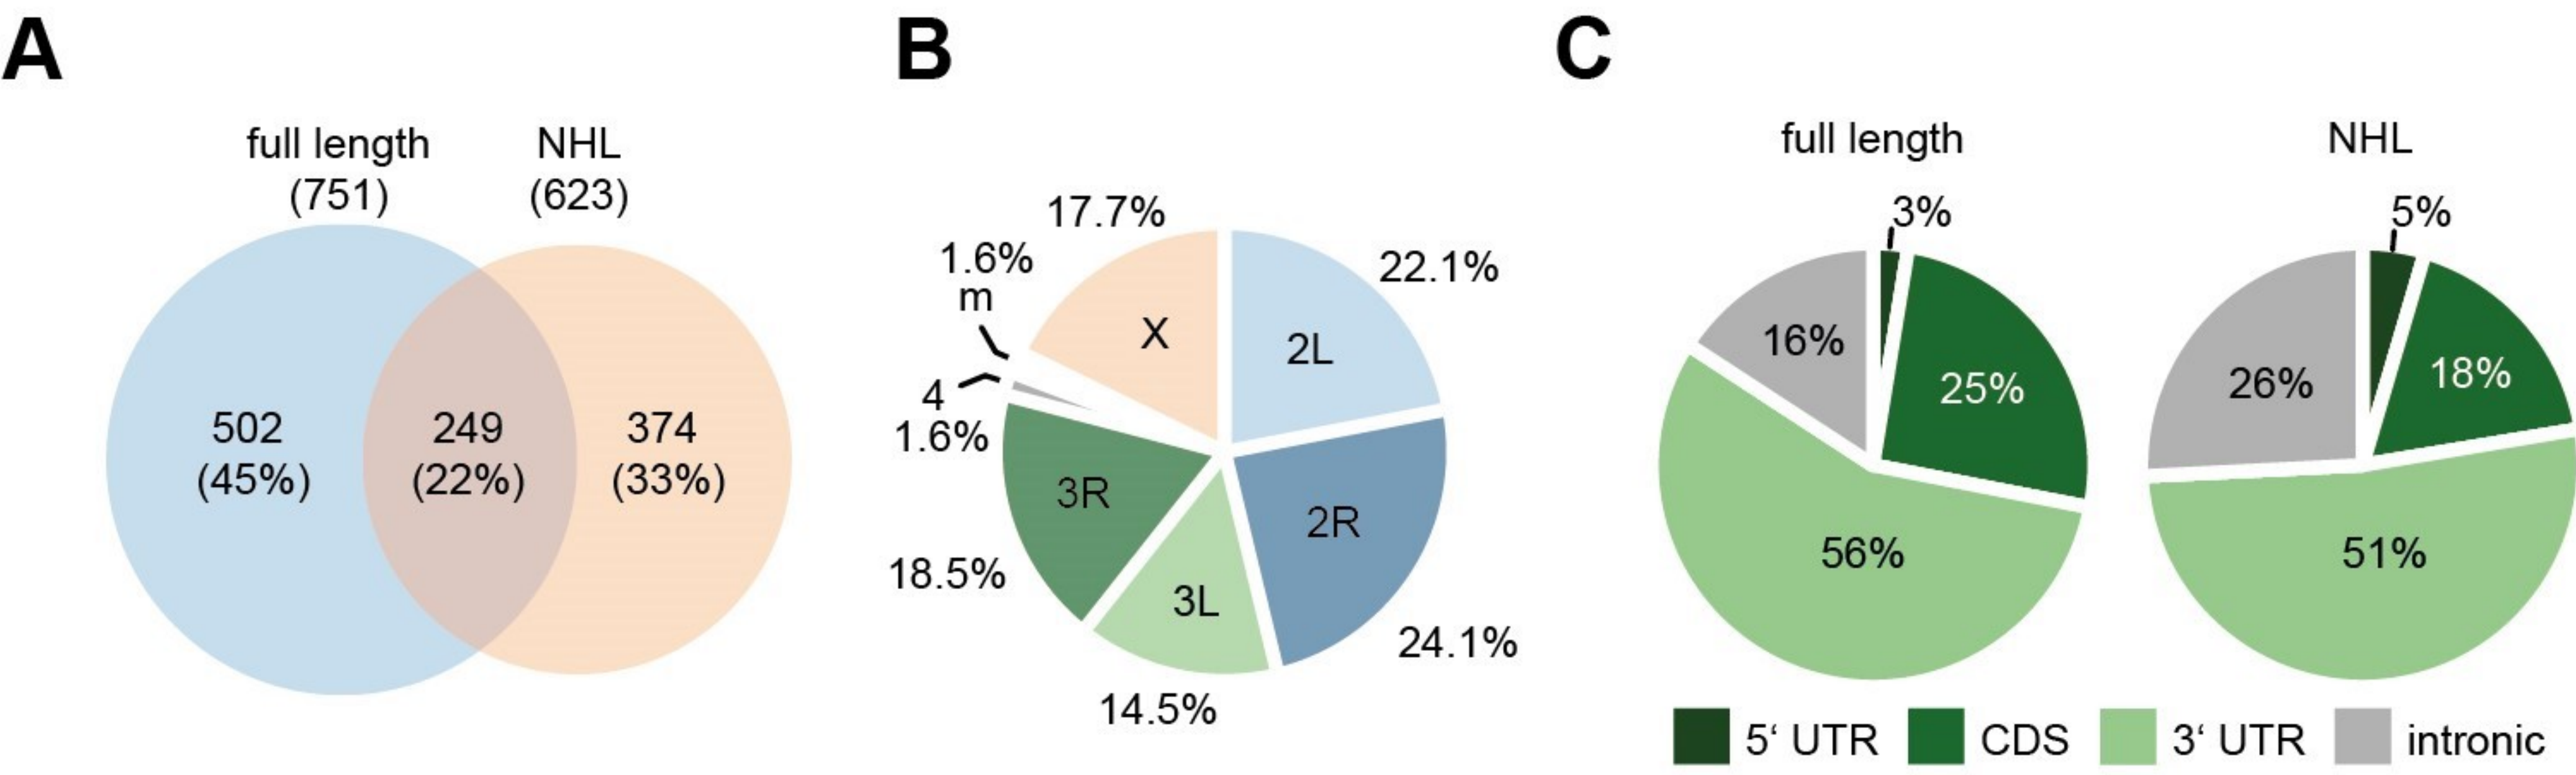 A
full length
(751)
NHL
(623)
502
(45%)
249
(22%)
374
(33%)
B
17.7%
1.6%
m
4
1.6%
18.5%
14.5%
24.1%
22.1%
X
2L
2R
3L
3R
C
full length
3%
25%
56%
16%
NHL
5%
18%
51%
26%
5‘ UTR
CDS
3‘ UTR
intronic